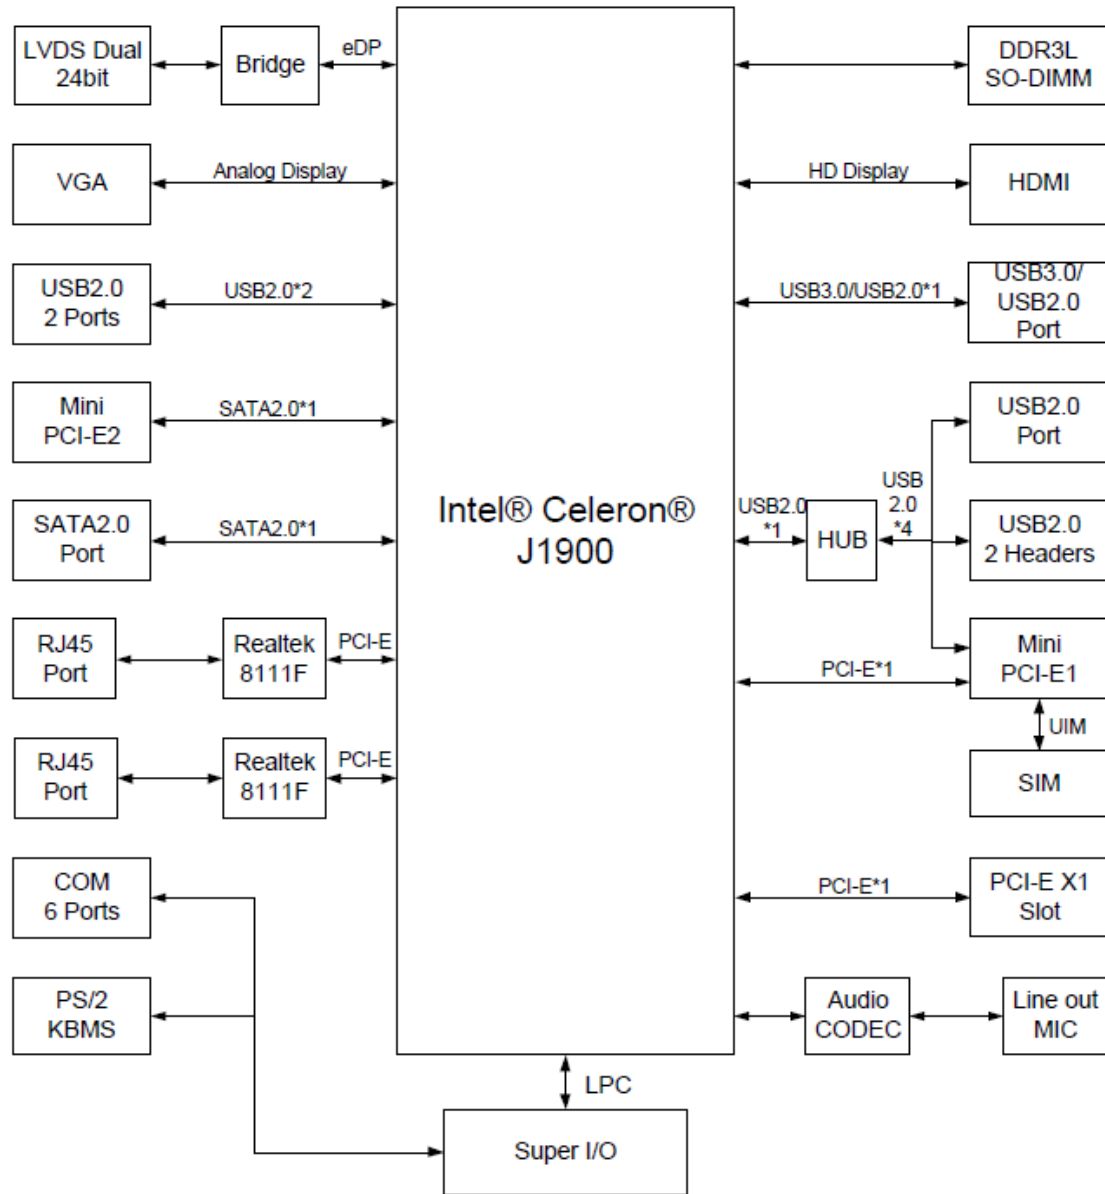 LVDS Dual
24bit
Bridge
eDP
DDR3L
SO-DIMM
VGA
Analog Display
HD Display
HDMI
USB2.0
2 Ports
USB2.0*2
USB3.0/USB2.0*1
USB3.0/
USB2.0
Port
Mini
PCI-E2
SATA2.0*1
USB2.0
Port
SATA2.0
Port
SATA2.0*1
Intel® Celeron®
J1900
USB2.0
*1
HUB
USB
2.0
*4
USB2.0
2 Headers
RJ45
Port
Realtek
8111F
PCI-E
PCI-E*1
Mini
PCI-E1
UIM
RJ45
Port
Realtek
8111F
PCI-E
SIM
COM
6 Ports
PCI-E*1
PCI-E X1
Slot
PS/2
KBMS
Audio
CODEC
Line out
MIC
LPC
Super I/O